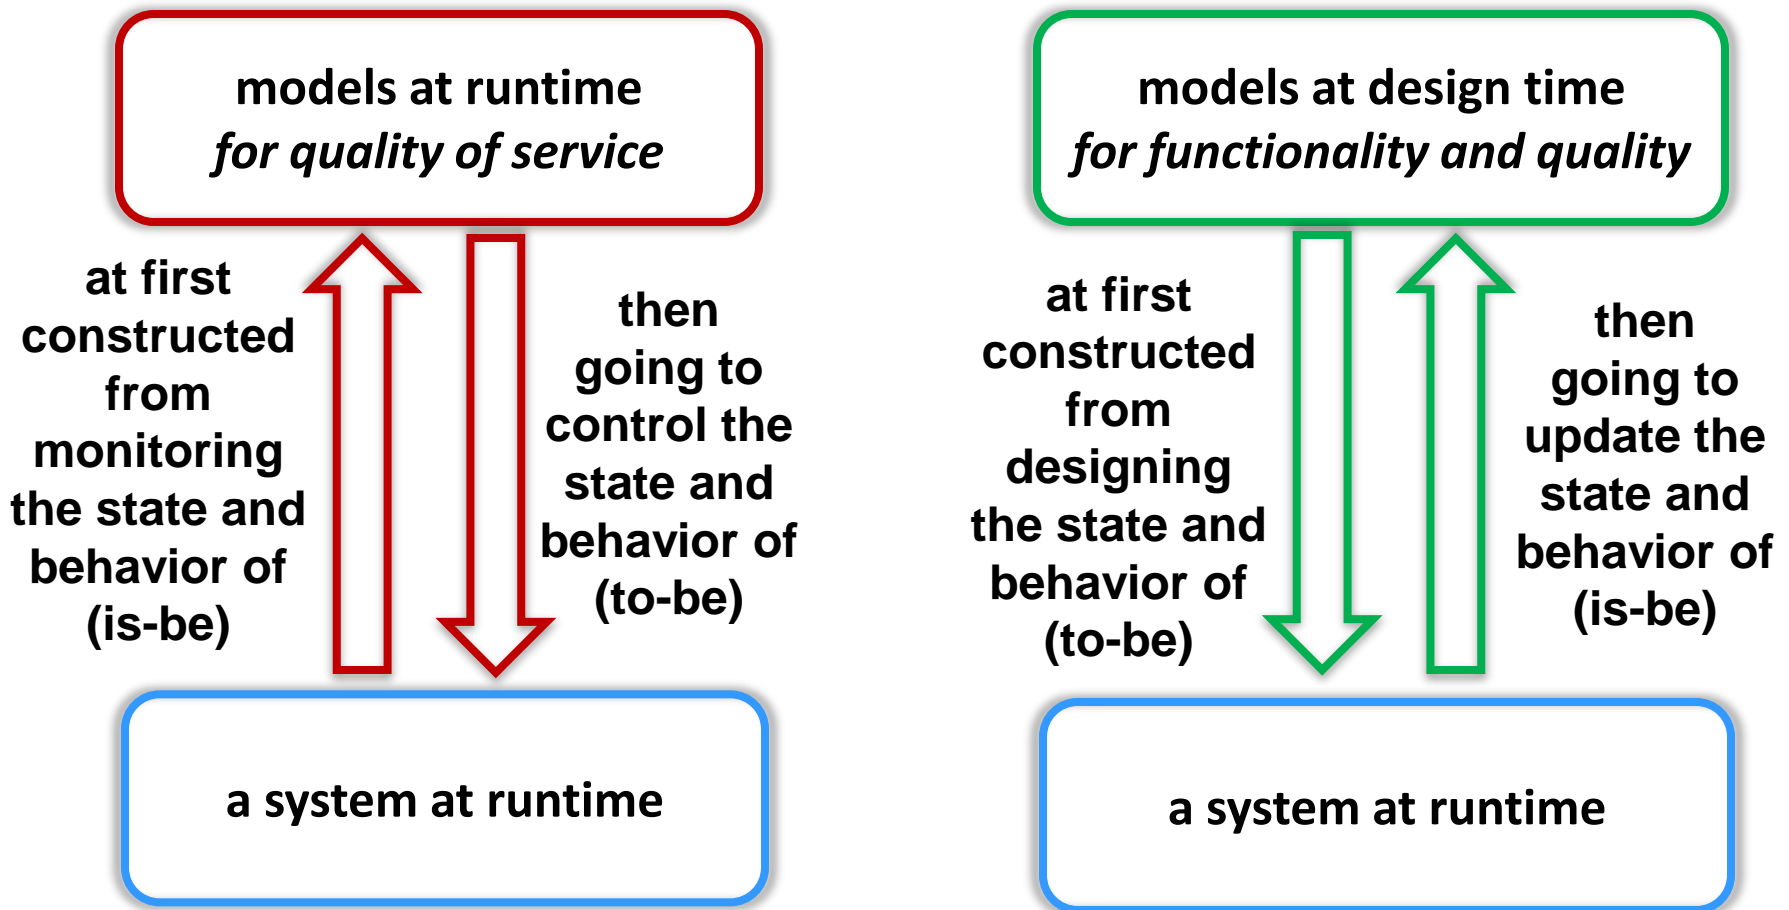 models at runtime
for quality of service
at first
constructed
from
monitoring
the state and
behavior of
(is-be)
then
going to
control the
state and
behavior of
(to-be)
a system at runtime
models at design time
for functionality and quality
at first
constructed
from
designing
the state and
behavior of
(to-be)
then
going to
update the
state and
behavior of
(is-be)
a system at runtime